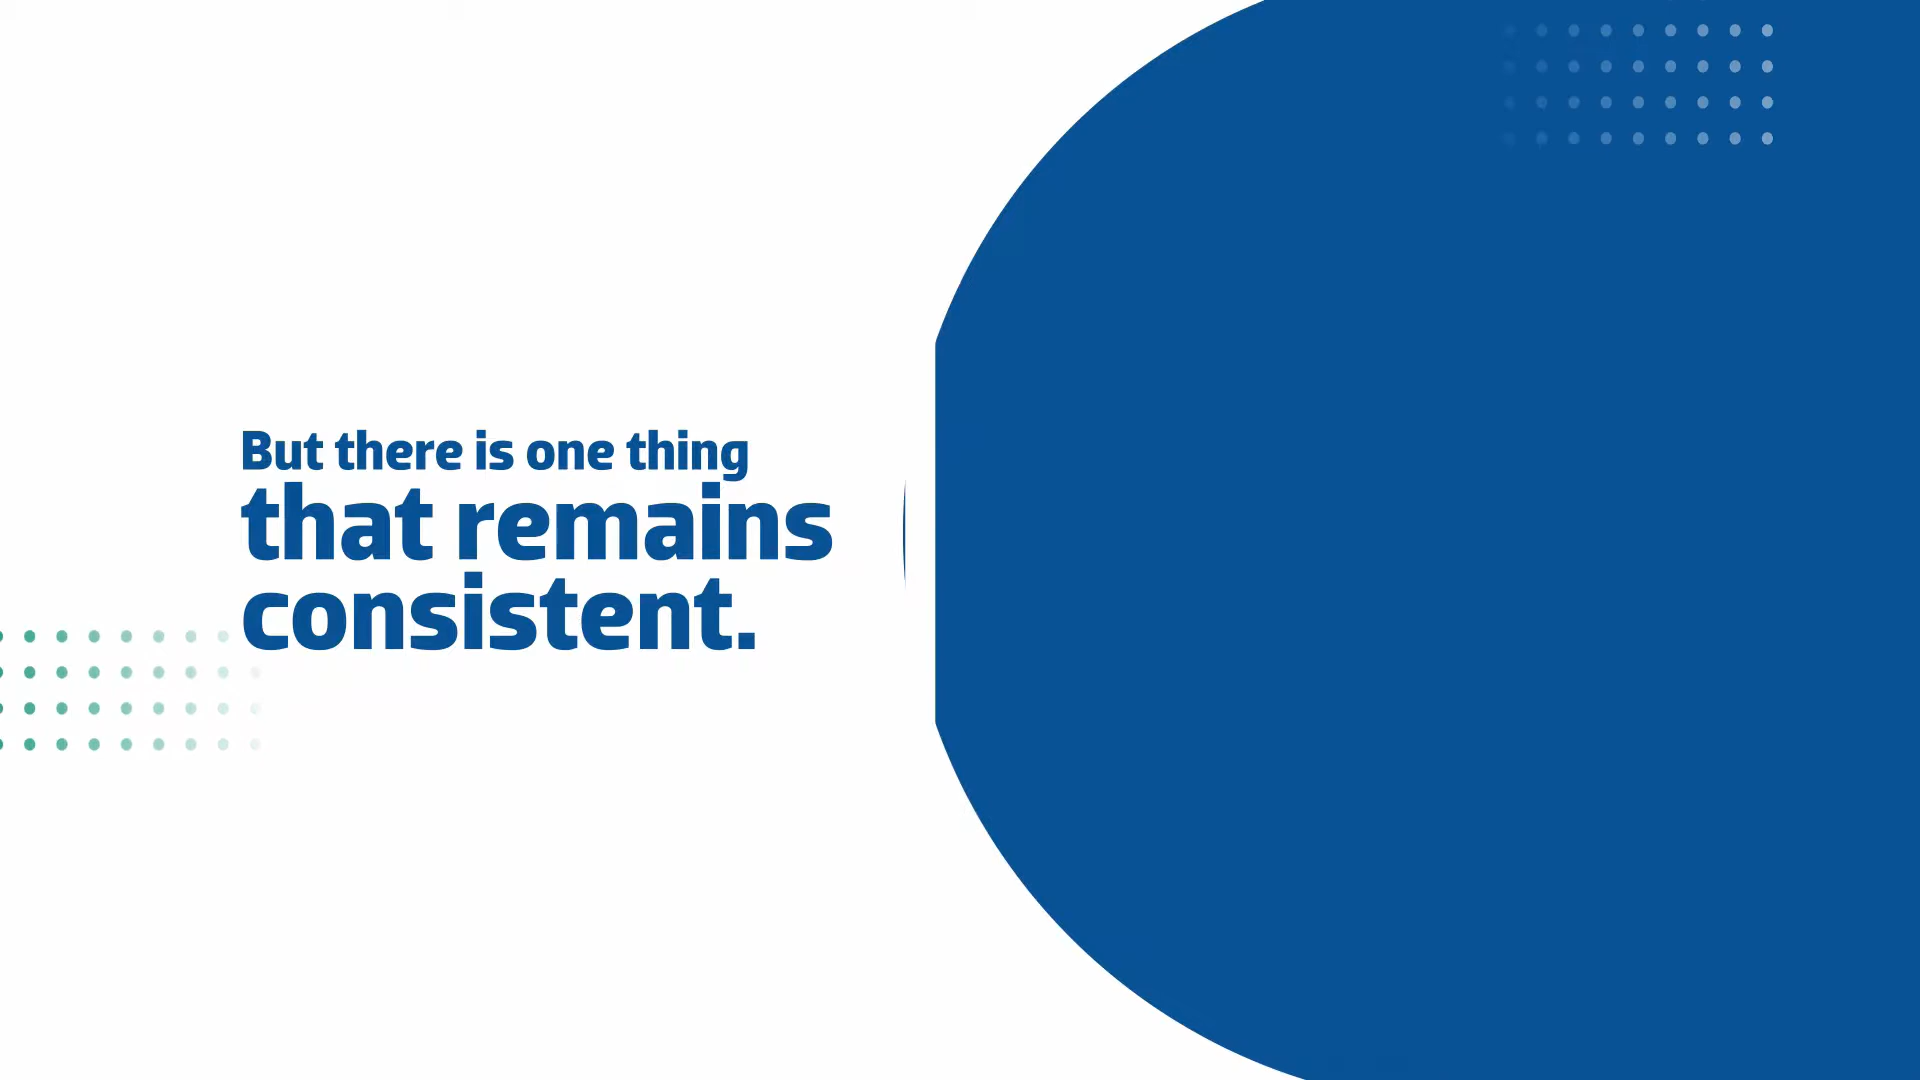 But there is one thing
that remains
consistent.